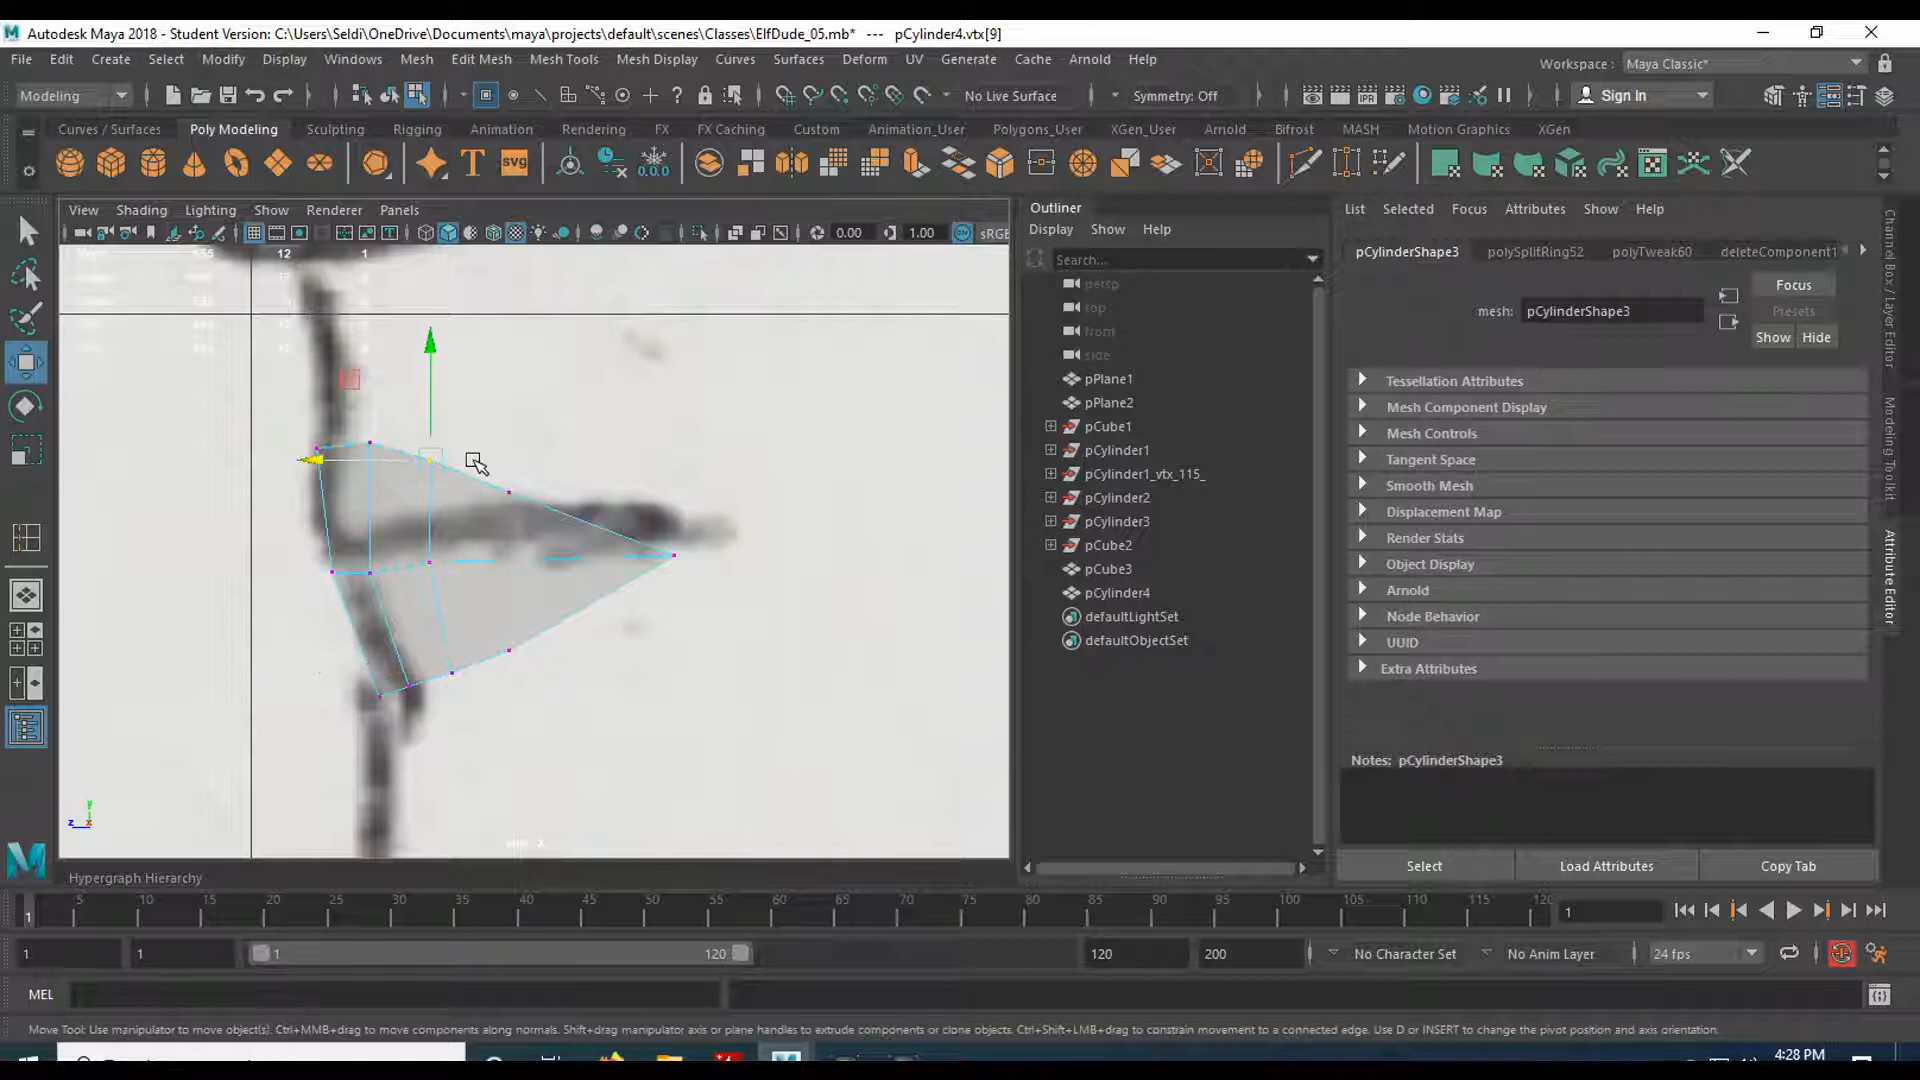 Autodesk Maya 2018 - Student Version: C:\Users\Seldi\OneDrive\Documents\maya\projects\default\scenes\Classes\ElfDude_05.mb* --- pCylinder4.vtx[9]
File Edit Create Select Modify Display Windows Mesh Edit Mesh Mesh Tools Mesh Display Curves Surfaces Deform UV Generate Cache Arnold Help
Workspace : Maya Classic*
Modeling No Live Surface Symmetry: Off IPR Sign In
Curves / Surfaces Poly Modeling Sculpting Rigging Animation Rendering FX FX Caching Custom Animation_User Polygons_User XGen_User Arnold Bifrost MASH Motion Graphics XGen
T svg 0.0.0
View Shading Lighting Show Renderer Panels
0.00 1.00 sRGB
12 1
Outliner
Display Show Help
Search...
persp
top
front
side
pPlane1
pPlane2
pCube1
pCylinder1
pCylinder1_vtx_115_
pCylinder2
pCylinder3
pCube2
pCube3
pCylinder4
defaultLightSet
defaultObjectSet
List Selected Focus Attributes Show Help
pCylinderShape3 polySplitRing52 polyTweak60 deleteComponent1
Focus
mesh: pCylinderShape3
Presets
Show Hide
Tessellation Attributes
Mesh Component Display
Mesh Controls
Tangent Space
Smooth Mesh
Displacement Map
Render Stats
Object Display
Arnold
Node Behavior
UUID
Extra Attributes
Notes: pCylinderShape3
Select Load Attributes Copy Tab
Channel Box / Layer Editor
Modeling Toolkit
Attribute Editor
y
z x
Hypergraph Hierarchy
5 10 15 20 25 30 35 40 45 50 55 60 65 70 75 80 85 90 95 100 105 110 115 120
1 1
1 1 1 120 120 200 No Character Set No Anim Layer 24 fps
MEL
Move Tool: Use manipulator to move object(s). Ctrl+MMB+drag to move components along normals. Shift+drag manipulator axis or plane handles to extrude components or clone objects. Ctrl+Shift+LMB+drag to constrain movement to a connected edge. Use D or INSERT to change the pivot position and axis orientation.
4:28 PM